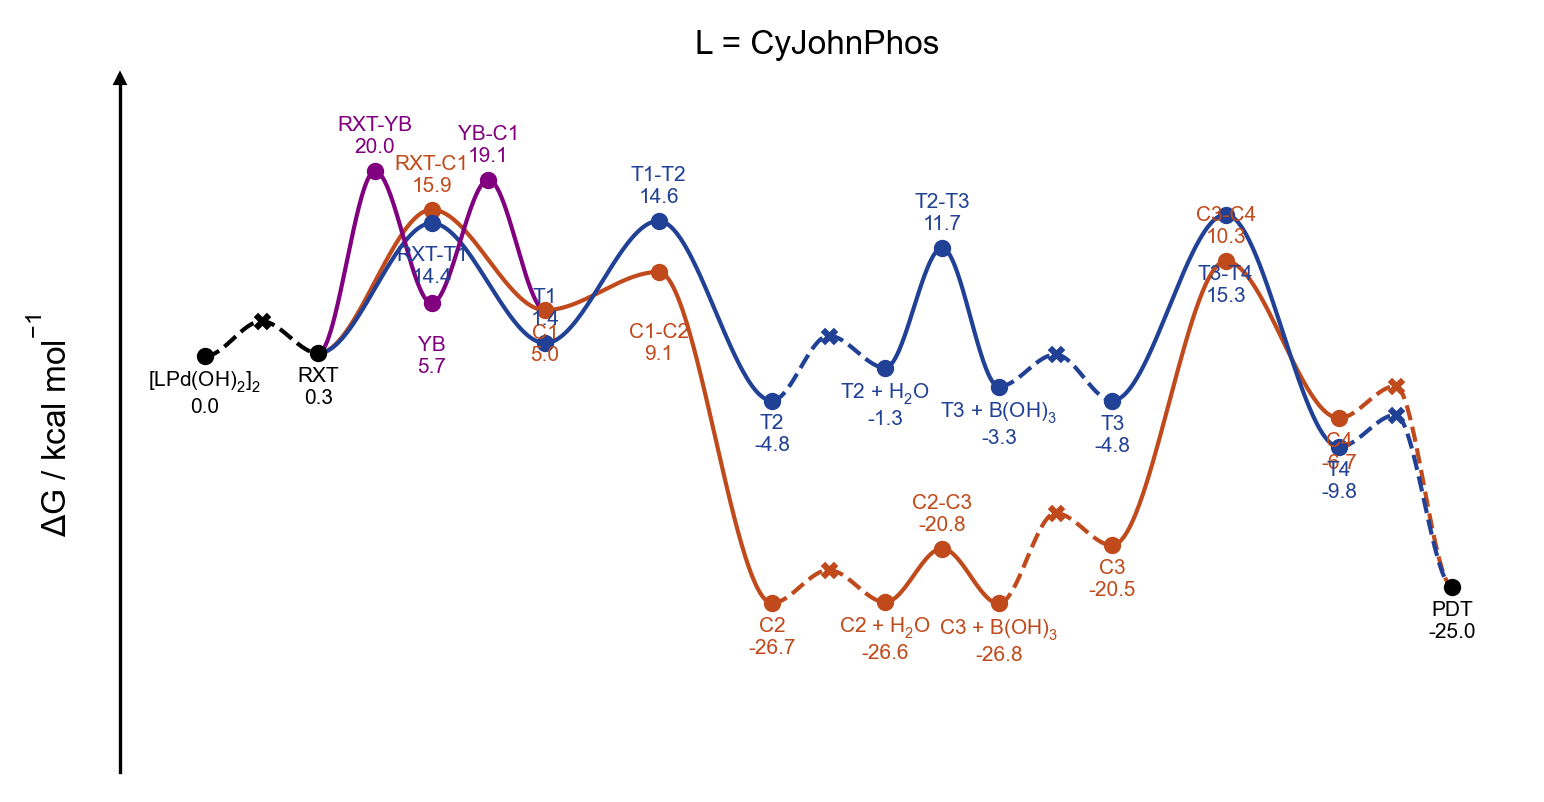 L = CyJohnPhos
ΔG / kcal mol⁻¹
[LPd(OH)₂]₂
0.0
RXT
0.3
RXT-YB
20.0
RXT-C1
15.9
RXT-T1
14.4
YB
5.7
YB-C1
19.1
T1
1.4
C1
5.0
T1-T2
14.6
C1-C2
9.1
T2
-4.8
C2
-26.7
T2 + H₂O
-1.3
C2 + H₂O
-26.6
T2-T3
11.7
C2-C3
-20.8
T3 + B(OH)₃
-3.3
C3 + B(OH)₃
-26.8
T3
-4.8
C3
-20.5
C3-C4
10.3
T3-T4
15.3
C4
-6.7
T4
-9.8
PDT
-25.0